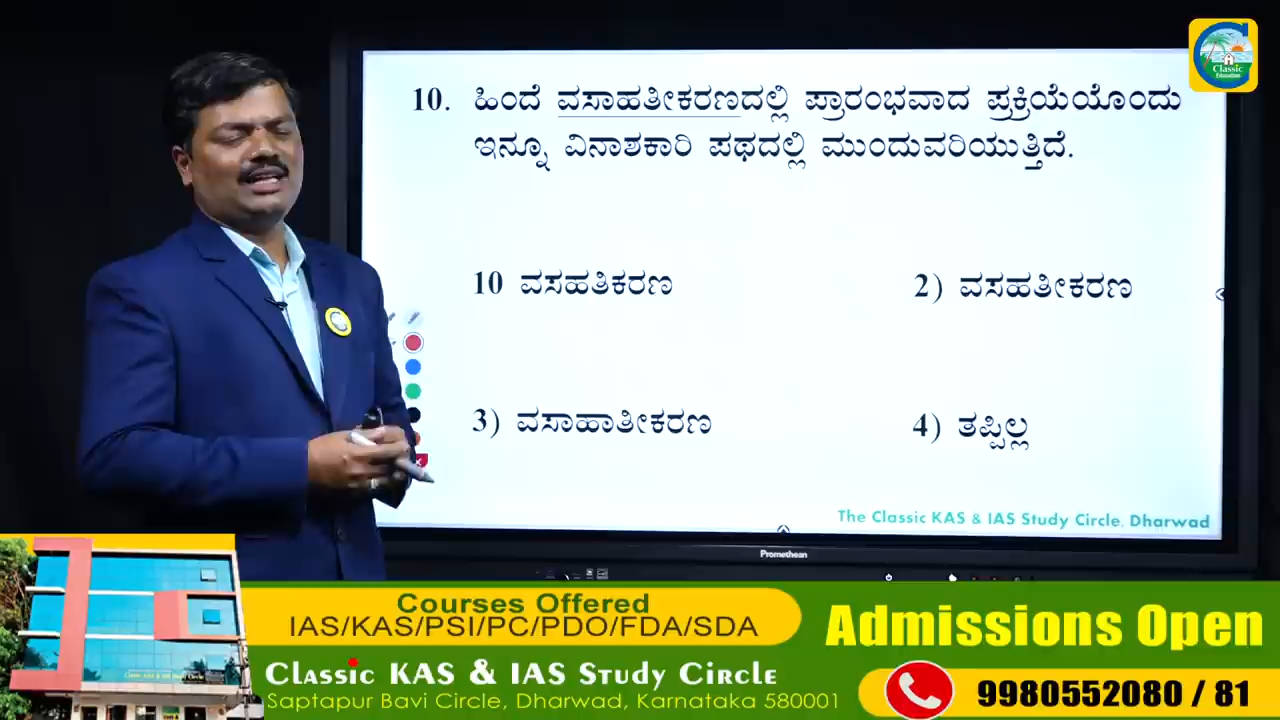 Classic
Education
10. ಹಿಂದೆ ವಸಾಹತೀಕರಣದಲ್ಲಿ ಪ್ರಾರಂಭವಾದ ಪ್ರಕ್ರಿಯೆಯೊಂದು
ಇನ್ನೂ ವಿನಾಶಕಾರಿ ಪಥದಲ್ಲಿ ಮುಂದುವರಿಯುತ್ತಿದೆ.
10 ವಸಹತಿಕರಣ 2) ವಸಹತೀಕರಣ
3) ವಸಾಹಾತೀಕರಣ 4) ತಪ್ಪಿಲ್ಲ
The Classic KAS & IAS Study Circle, Dharwad
Promethean
Courses Offered
IAS/KAS/PSI/PC/PDO/FDA/SDA
Classic KAS & IAS Study Circle
Saptapur Bavi Circle, Dharwad, Karnataka 580001
Admissions Open
9980552080 / 81